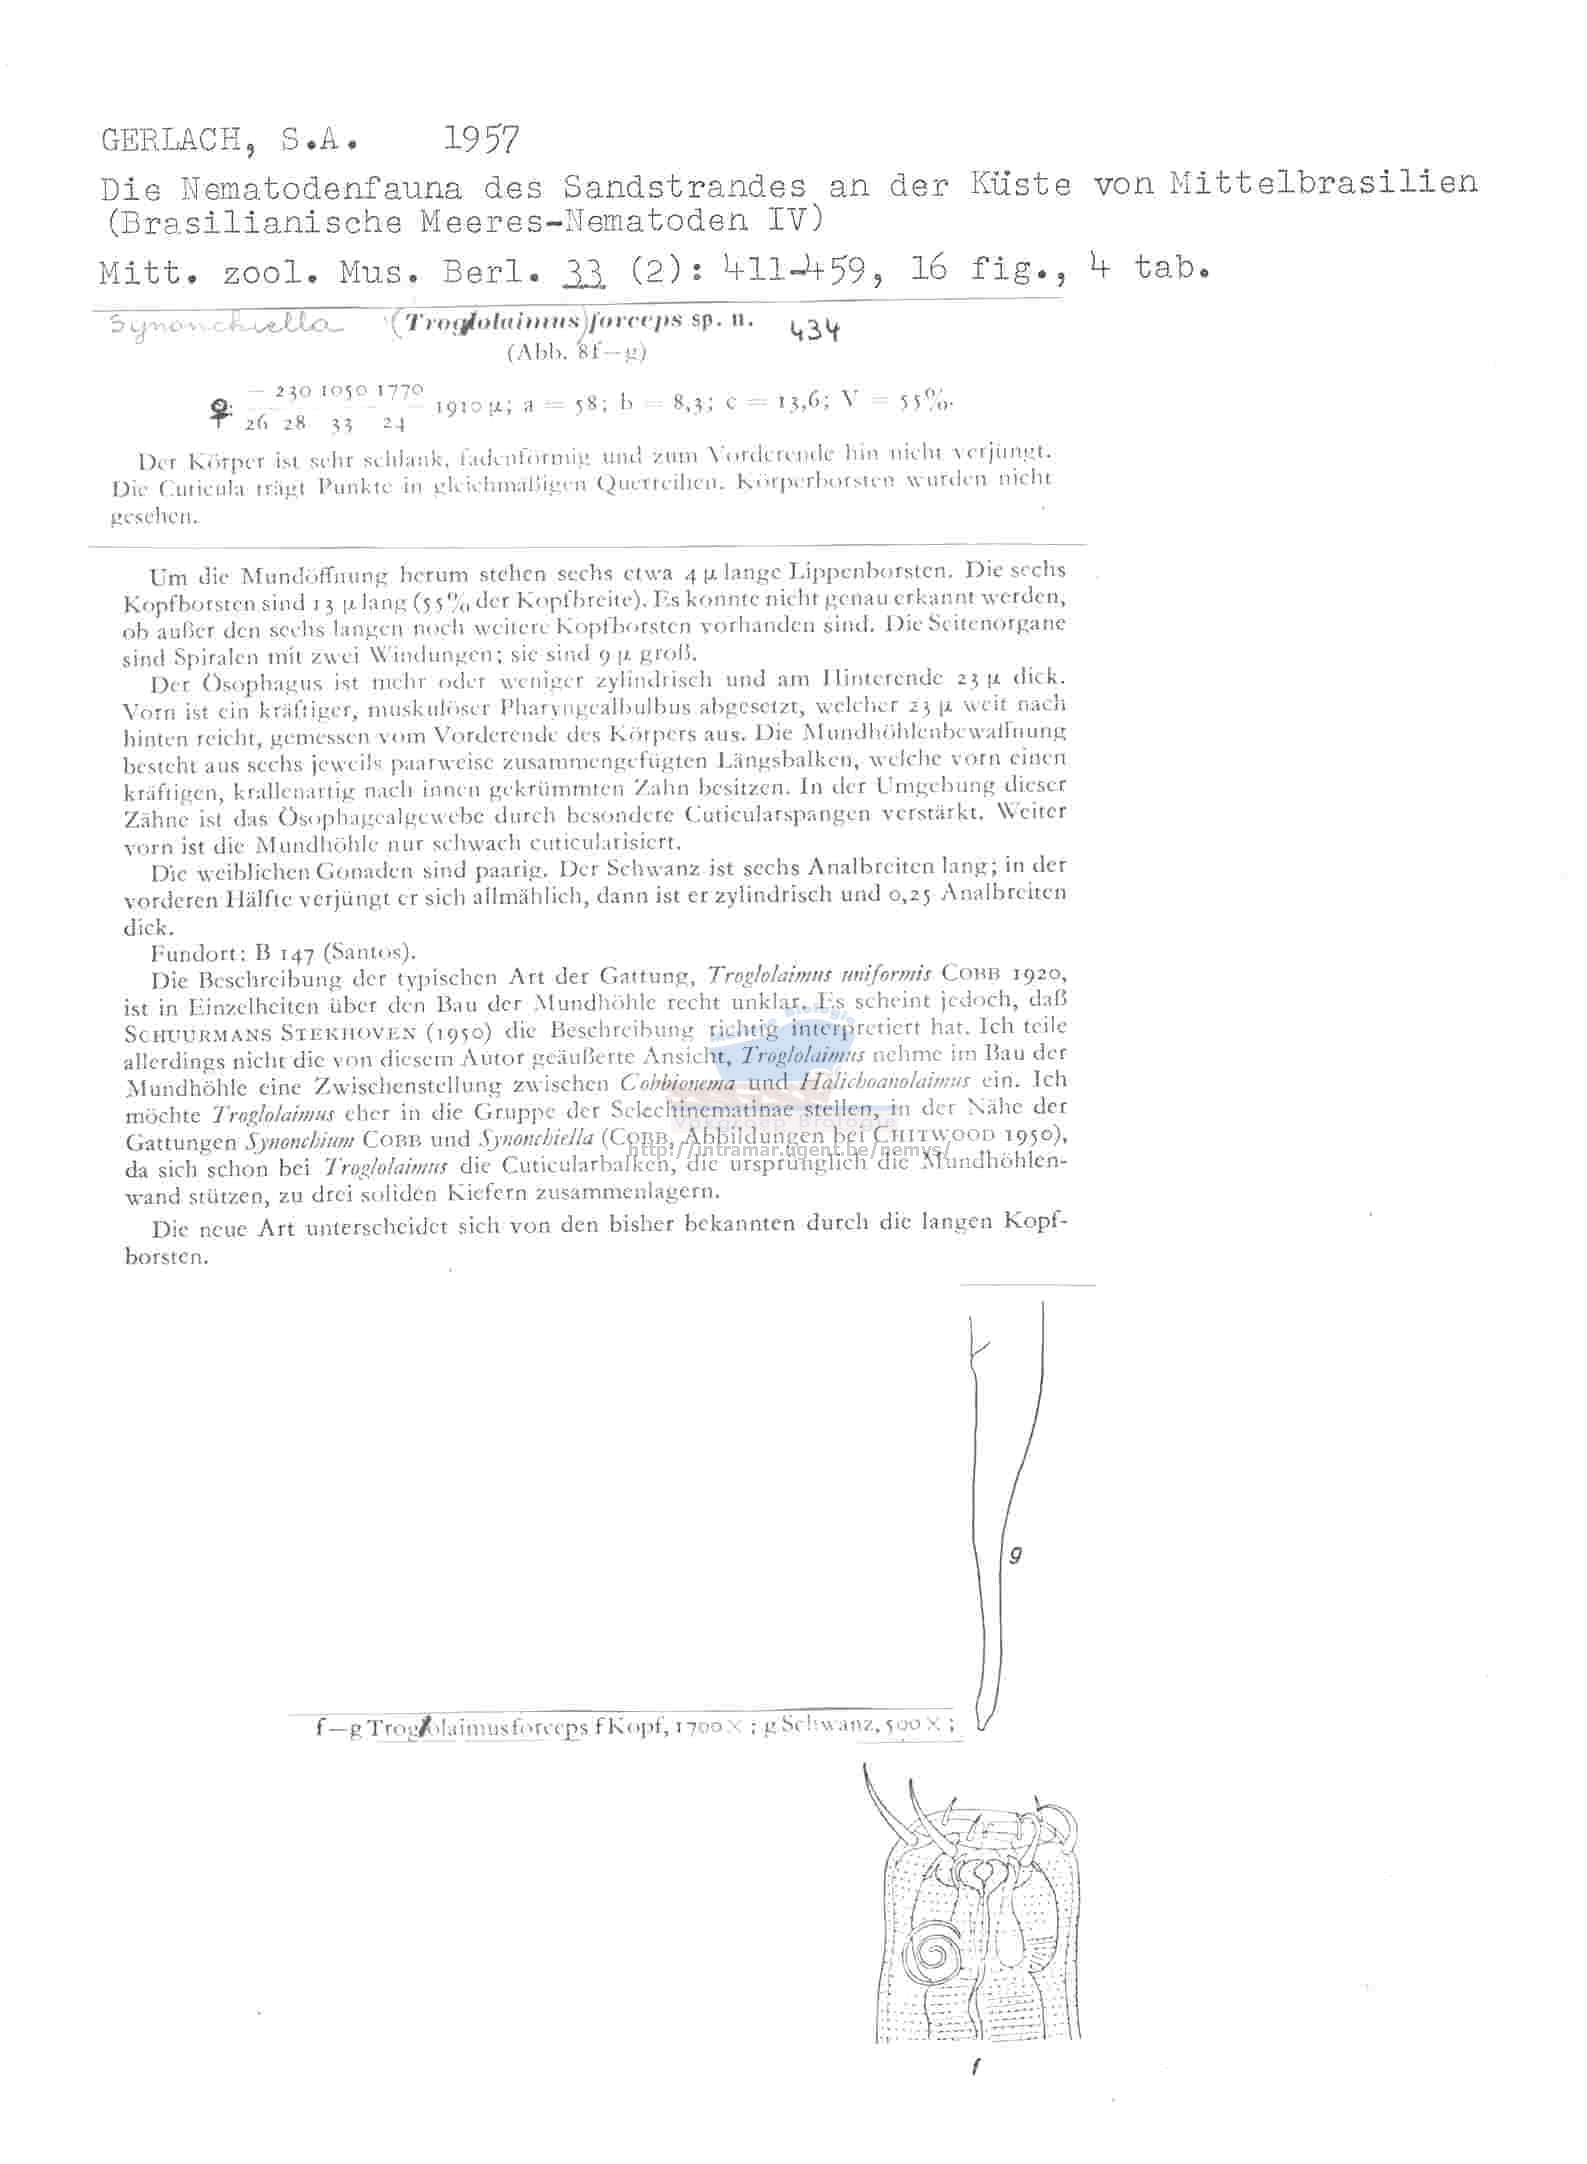 GERLACH, S.A. 1957
Die Nematodenfauna des Sandstrandes an der Küste von Mittelbrasilien
(Brasilianische Meeres-Nematoden IV)
Mitt. zool. Mus. Berl. 33 (2): 411-459, 16 fig., 4 tab.
Synonchiella (Troglolaimus) forceps sp. n. 434
(Abb. 8f—g)
— 230 1050 1770
♀: 1910 μ; a = 58; b = 8,3; c = 13,6; V = 55%.
26 28 33 24
Der Körper ist sehr schlank, fadenförmig und zum Vorderende hin nicht verjüngt.
Die Cuticula trägt Punkte in gleichmäßigen Querreihen. Körperborsten wurden nicht
gesehen.
Um die Mundöffnung herum stehen sechs etwa 4 μ lange Lippenborsten. Die sechs
Kopfborsten sind 13 μ lang (55% der Kopfbreite). Es konnte nicht genau erkannt werden,
ob außer den sechs langen noch weitere Kopfborsten vorhanden sind. Die Seitenorgane
sind Spiralen mit zwei Windungen; sie sind 9 μ groß.
Der Ösophagus ist mehr oder weniger zylindrisch und am Hinterende 23 μ dick.
Vorn ist ein kräftiger, muskulöser Pharyngealbulbus abgesetzt, welcher 23 μ weit nach
hinten reicht, gemessen vom Vorderende des Körpers aus. Die Mundhöhlenbewaffnung
besteht aus sechs jeweils paarweise zusammengefügten Längsbalken, welche vorn einen
kräftigen, krallenartig nach innen gekrümmten Zahn besitzen. In der Umgebung dieser
Zähne ist das Ösophagealgewebe durch besondere Cuticularspangen verstärkt. Weiter
vorn ist die Mundhöhle nur schwach cuticularisiert.
Die weiblichen Gonaden sind paarig. Der Schwanz ist sechs Analbreiten lang; in der
vorderen Hälfte verjüngt er sich allmählich, dann ist er zylindrisch und 0,25 Analbreiten
dick.
Fundort: B 147 (Santos).
Die Beschreibung der typischen Art der Gattung, Troglolaimus uniformis COBB 1920,
ist in Einzelheiten über den Bau der Mundhöhle recht unklar. Es scheint jedoch, daß
SCHUURMANS STEKHOVEN (1950) die Beschreibung richtig interpretiert hat. Ich teile
allerdings nicht die von diesem Autor geäußerte Ansicht, Troglolaimus nehme im Bau der
Mundhöhle eine Zwischenstellung zwischen Cobbionema und Halichoanolaimus ein. Ich
möchte Troglolaimus eher in die Gruppe der Selechinematinae stellen, in der Nähe der
Gattungen Synonchium COBB und Synonchiella (COBB, Abbildungen bei CHITWOOD 1950),
da sich schon bei Troglolaimus die Cuticularbalken, die ursprünglich die Mundhöhlen-
wand stützen, zu drei soliden Kiefern zusammenlagern.
Die neue Art unterscheidet sich von den bisher bekannten durch die langen Kopf-
borsten.
Vakgroep Biologie
http://intramar.ugent.be/nemys/
g
f—g Troglolaimus forceps f Kopf, 1700 × ; g Schwanz, 500 × ;
f